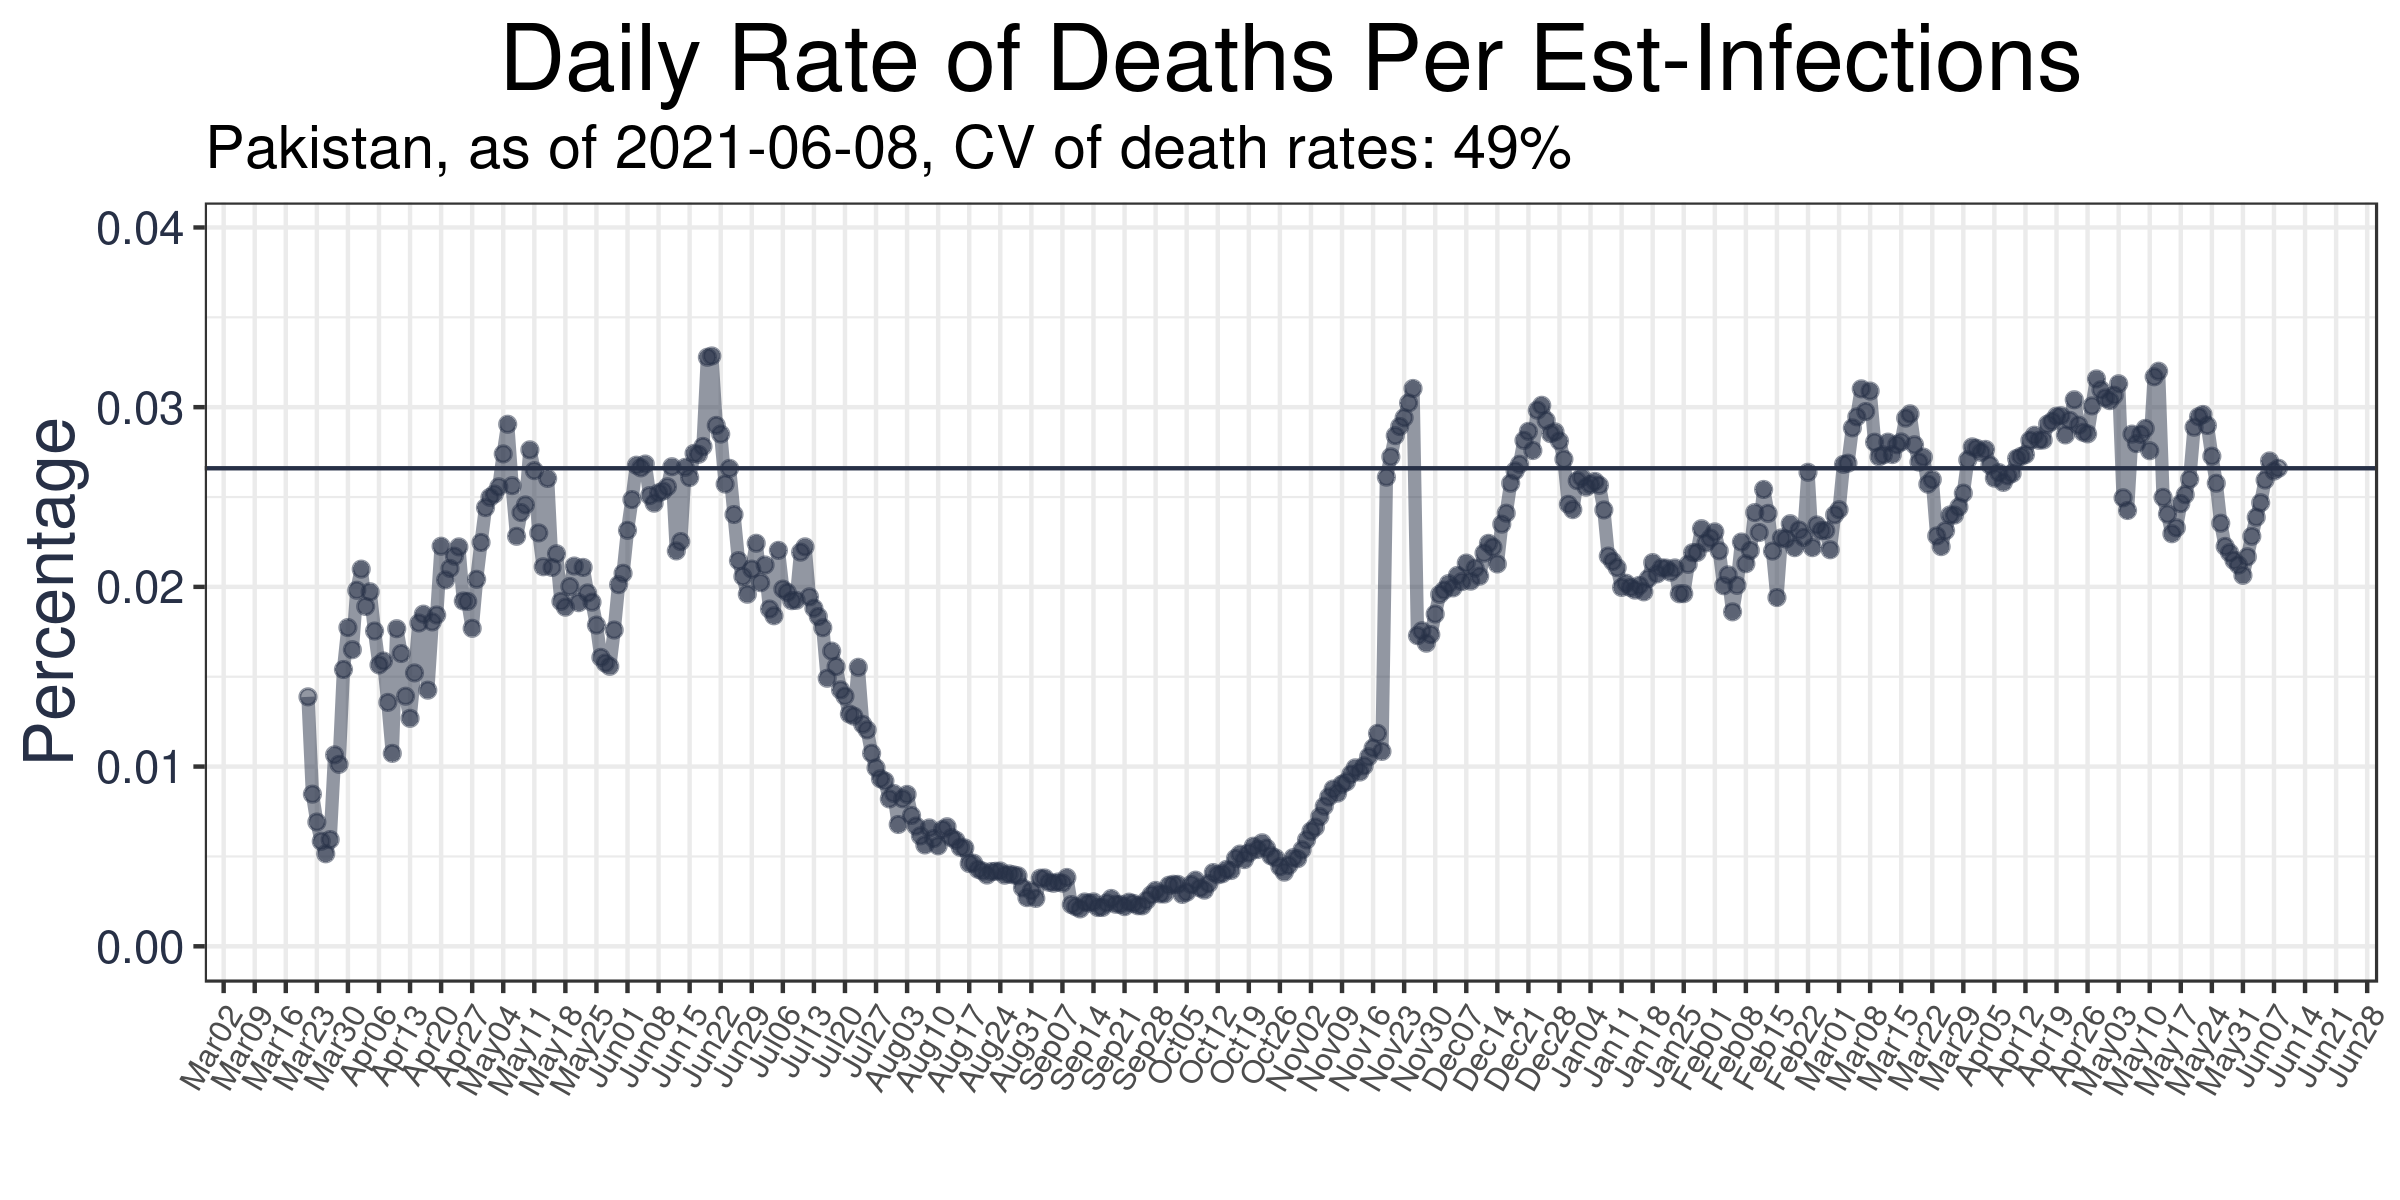 Daily Rate of Deaths Per Est-Infections
Pakistan, as of 2021-06-08, CV of death rates: 49%
Percentage
0.04
0.03
0.02
0.01
0.00
Mar02
Mar09
Mar16
Mar23
Mar30
Apr06
Apr13
Apr20
Apr27
May04
May11
May18
May25
Jun01
Jun08
Jun15
Jun22
Jun29
Jul06
Jul13
Jul20
Jul27
Aug03
Aug10
Aug17
Aug24
Aug31
Sep07
Sep14
Sep21
Sep28
Oct05
Oct12
Oct19
Oct26
Nov02
Nov09
Nov16
Nov23
Nov30
Dec07
Dec14
Dec21
Dec28
Jan04
Jan11
Jan18
Jan25
Feb01
Feb08
Feb15
Feb22
Mar01
Mar08
Mar15
Mar22
Mar29
Apr05
Apr12
Apr19
Apr26
May03
May10
May17
May24
May31
Jun07
Jun14
Jun21
Jun28